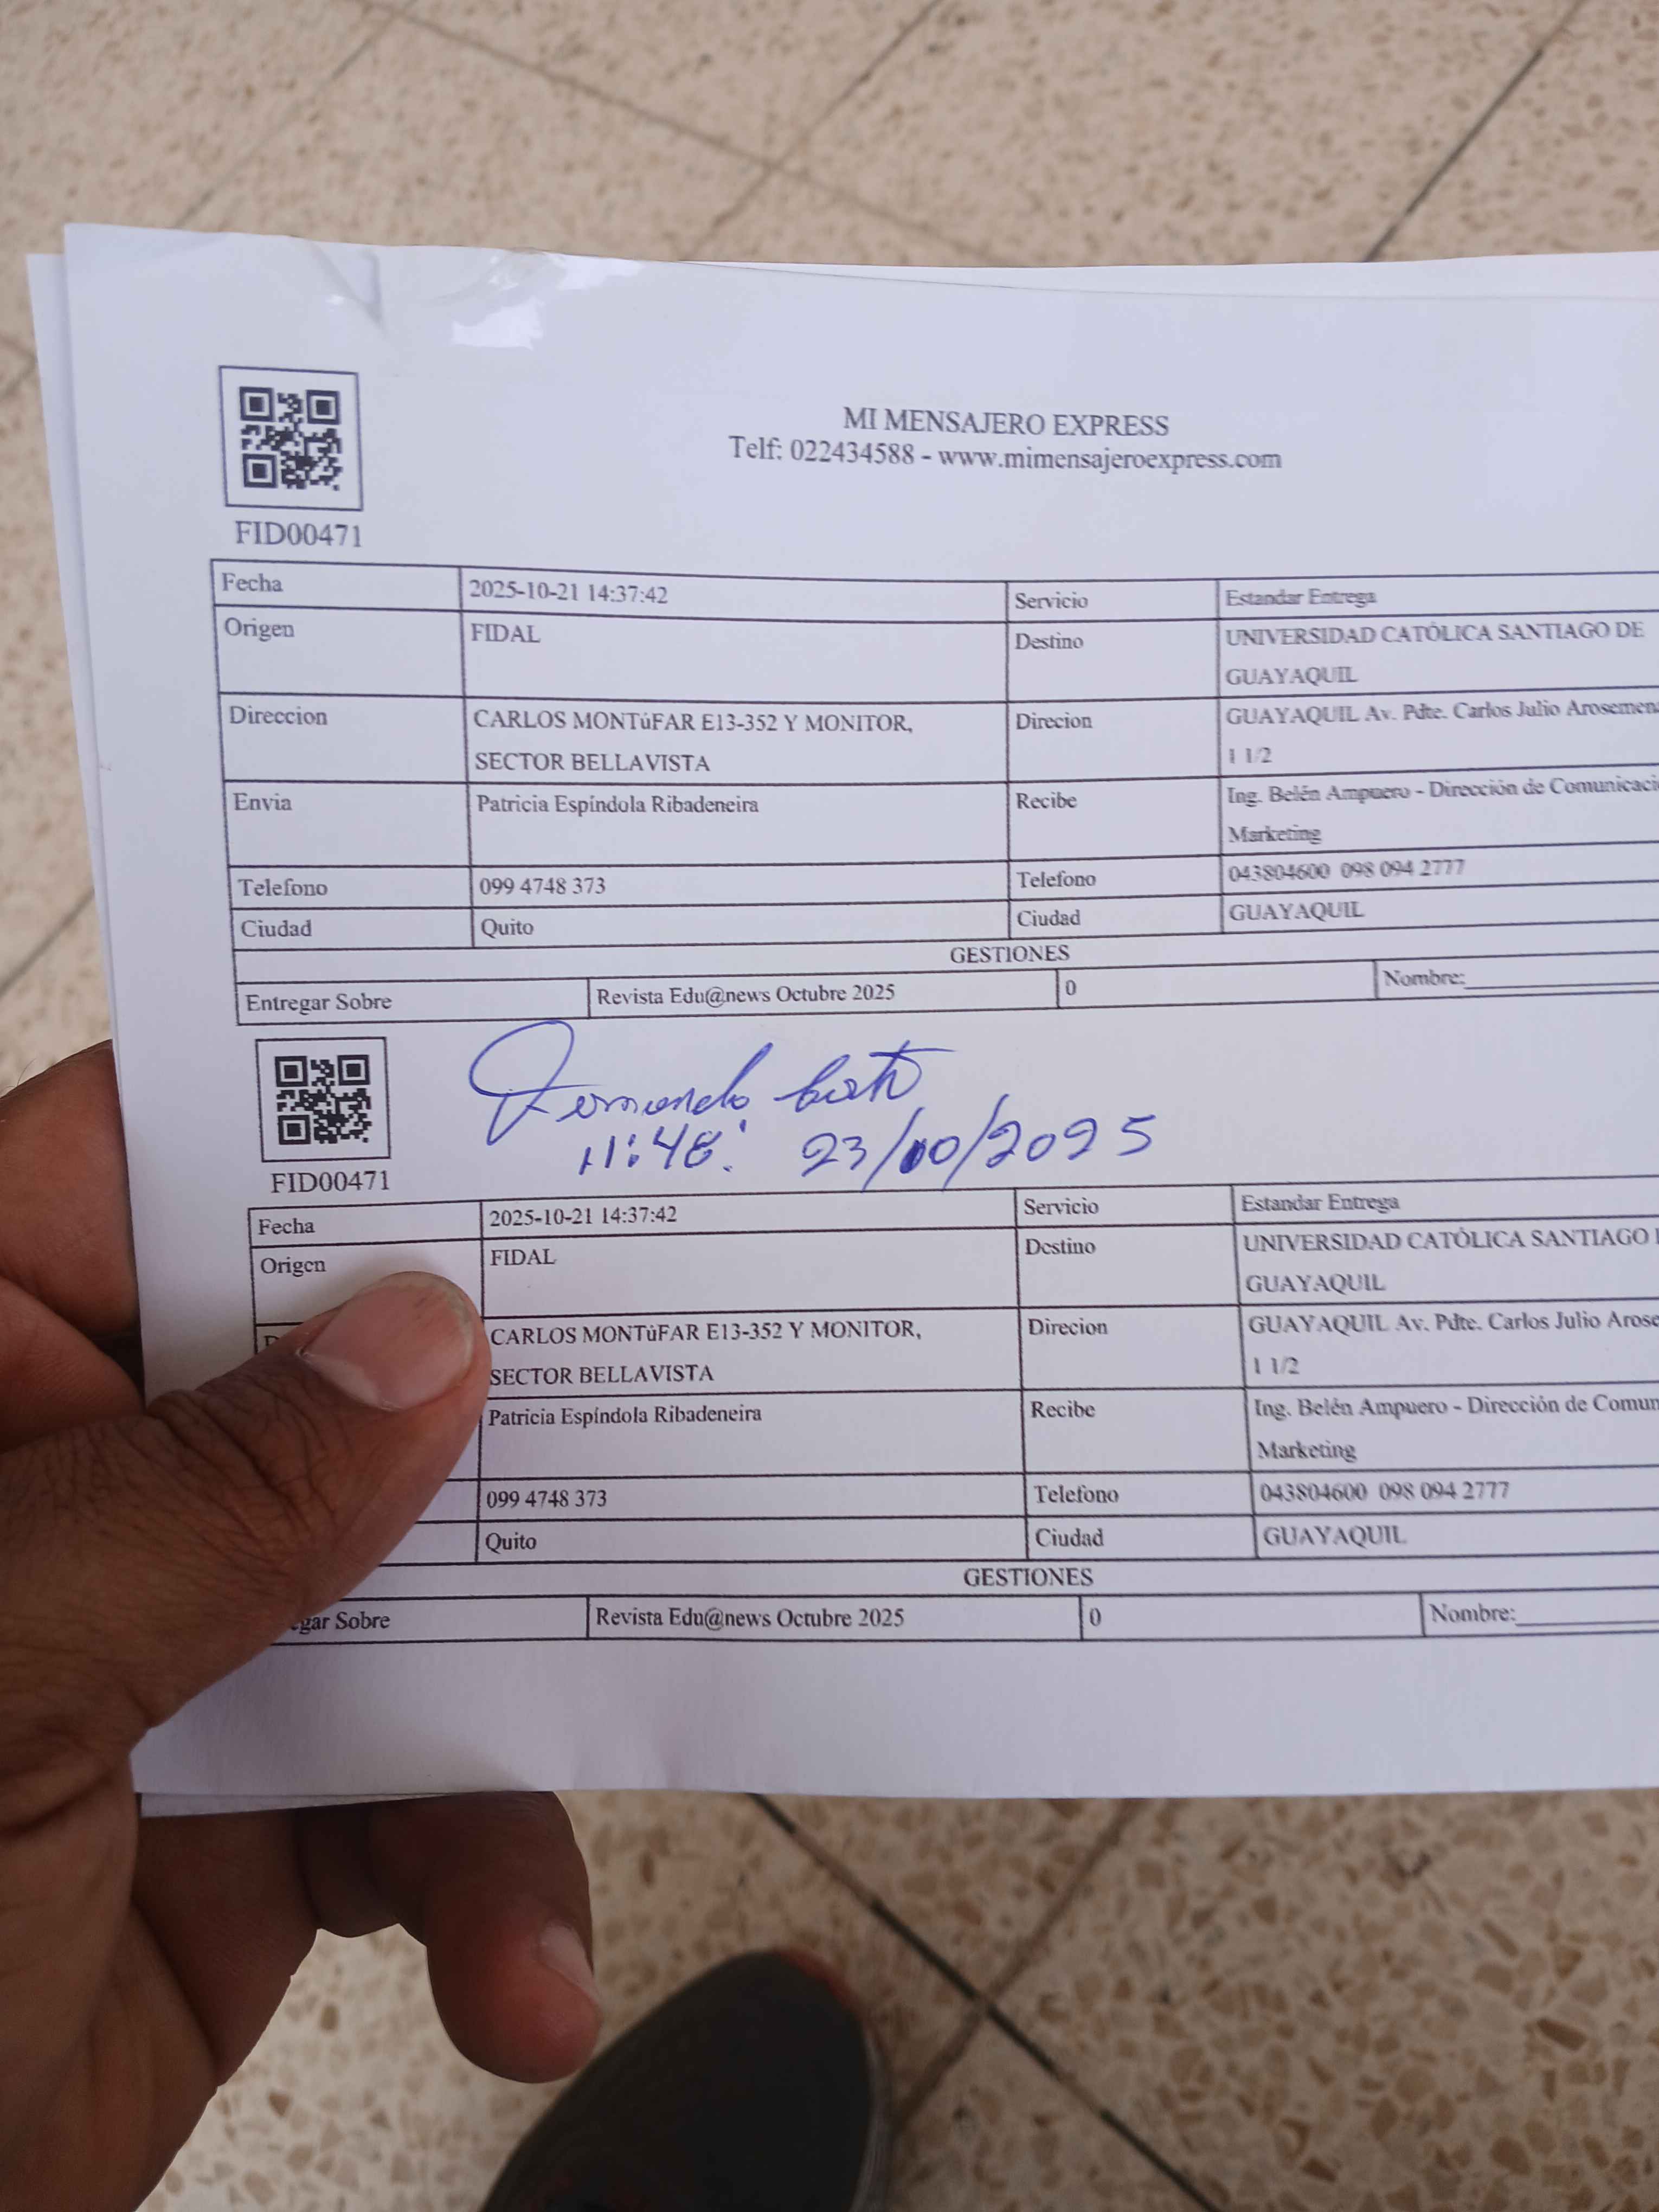 MI MENSAJERO EXPRESS
Telf: 022434588 - www.mimensajeroexpress.com
FID00471
Fecha 2025-10-21 14:37:42 Servicio Estandar Entrega
Origen FIDAL Destino UNIVERSIDAD CATÓLICA SANTIAGO DE
GUAYAQUIL
Direccion CARLOS MONTúFAR E13-352 Y MONITOR, Direcion GUAYAQUIL Av. Pdte. Carlos Julio Arosemen
SECTOR BELLAVISTA 1 1/2
Envia Patricia Espíndola Ribadeneira Recibe Ing. Belén Ampuero - Dirección de Comunicaci
Marketing
Telefono 099 4748 373 Telefono 043804600 098 094 2777
Ciudad Quito Ciudad GUAYAQUIL
GESTIONES
Entregar Sobre Revista Edu@news Octubre 2025 0 Nombre:
Fernando
11:48 23/10/2025
FID00471
Fecha 2025-10-21 14:37:42 Servicio Estandar Entrega
Origen FIDAL Destino UNIVERSIDAD CATÓLICA SANTIAGO
GUAYAQUIL
CARLOS MONTúFAR E13-352 Y MONITOR, Direcion GUAYAQUIL Av. Pdte. Carlos Julio Arose
SECTOR BELLAVISTA 1 1/2
Patricia Espíndola Ribadeneira Recibe Ing. Belén Ampuero - Dirección de Comun
Marketing
099 4748 373 Telefono 043804600 098 094 2777
Quito Ciudad GUAYAQUIL
GESTIONES
gar Sobre Revista Edu@news Octubre 2025 0 Nombre: